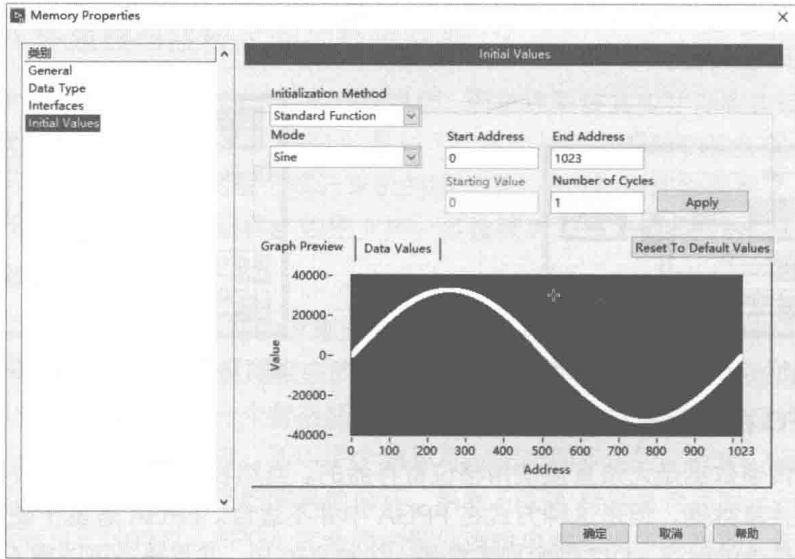 Memory Properties
类别
General
Data Type
Interfaces
Initial Values
Initial Values
Initialization Method
Standard Function
Mode
Sine
Start Address
0
End Address
1023
Starting Value
0
Number of Cycles
1
Apply
Graph Preview
Data Values
Reset To Default Values
40000
20000
0
-20000
-40000
Value
0 100 200 300 400 500 600 700 800 900 1023
Address
确定
取消
帮助